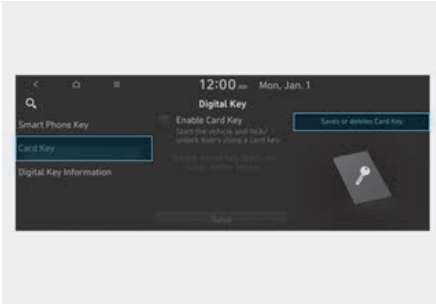 12:00 Mon, Jan. 1
Digital Key
Smart Phone Key
Card Key
Digital Key Information
Enable Card Key
Start the vehicle and lock/
unlock doors using a card key.
Save
Saves or deletes Card Key